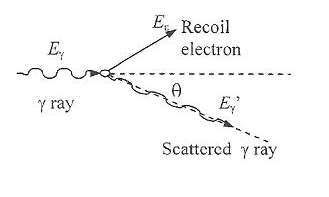 Eₑ Recoil
electron
Eγ
γ ray
θ
Eγ'
Scattered γ ray